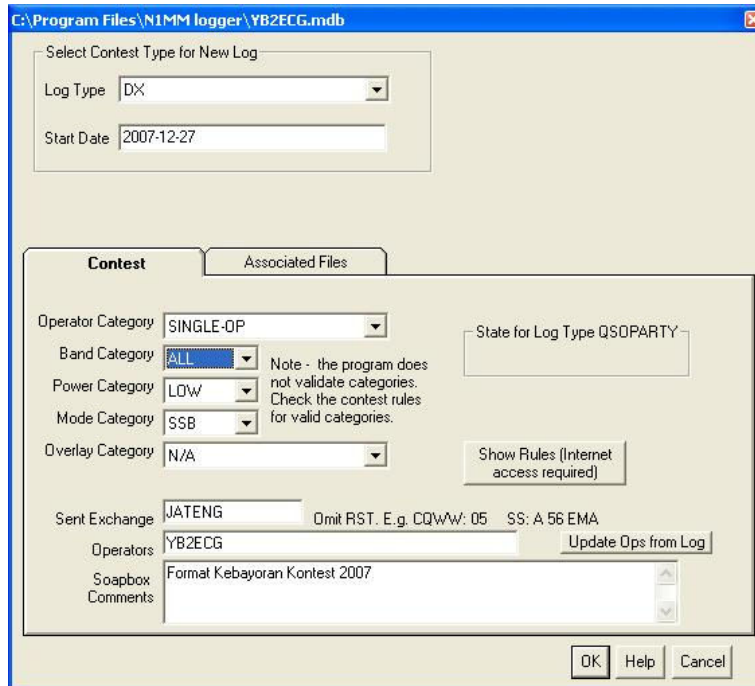 C:\Program Files\N1MM logger\YB2ECG.mdb
Select Contest Type for New Log
Log Type DX
Start Date 2007-12-27
Contest
Associated Files
Operator Category SINGLE-OP
State for Log Type QSOPARTY
Band Category ALL
Note - the program does
not validate categories.
Check the contest rules
for valid categories.
Power Category LOW
Mode Category SSB
Overlay Category N/A
Show Rules (Internet
access required)
Sent Exchange JATENG
Omit RST. E.g. CQWW: 05 SS: A 56 EMA
Operators YB2ECG
Update Ops from Log
Soapbox
Comments
Format Kebayoran Kontest 2007
OK
Help
Cancel